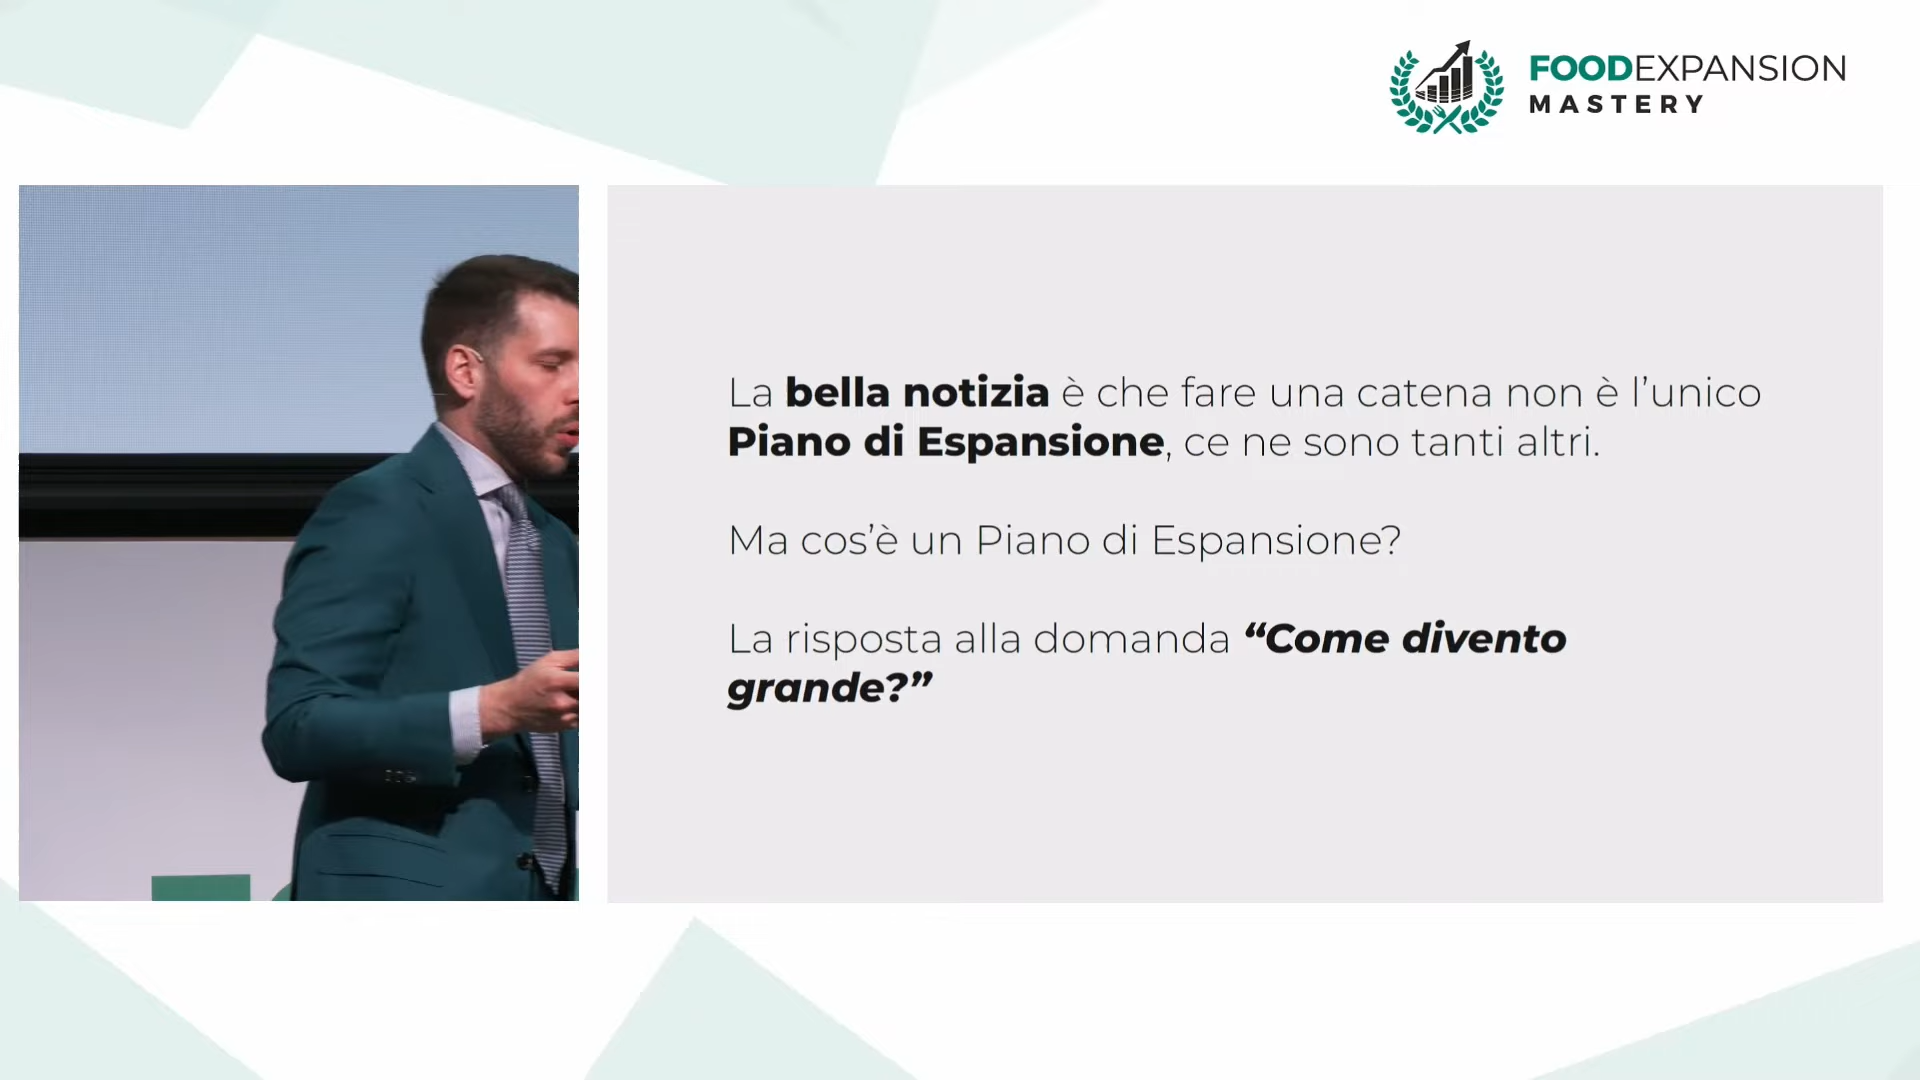 FOODEXPANSION
MASTERY
La bella notizia è che fare una catena non è l’unico
Piano di Espansione, ce ne sono tanti altri.
Ma cos’è un Piano di Espansione?
La risposta alla domanda “Come divento
grande?”